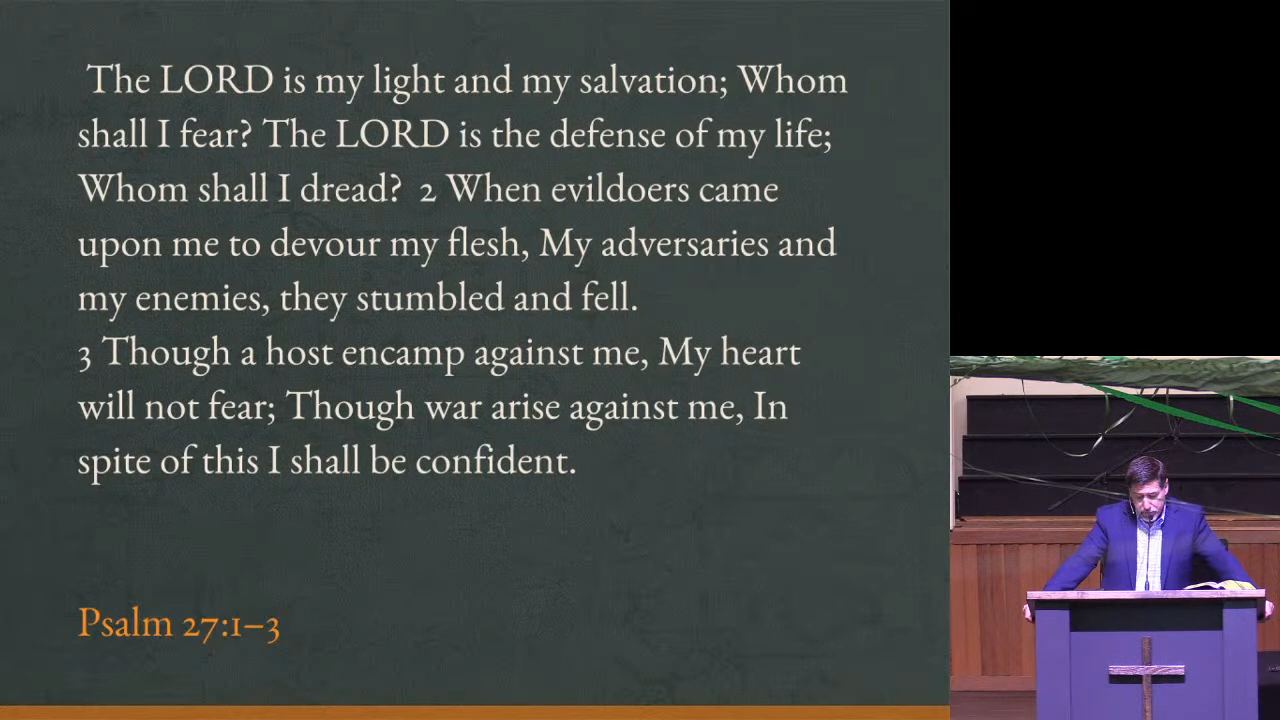 The LORD is my light and my salvation; Whom
shall I fear? The LORD is the defense of my life;
Whom shall I dread?  2 When evildoers came
upon me to devour my flesh, My adversaries and
my enemies, they stumbled and fell.
3 Though a host encamp against me, My heart
will not fear; Though war arise against me, In
spite of this I shall be confident.
Psalm 27:1–3